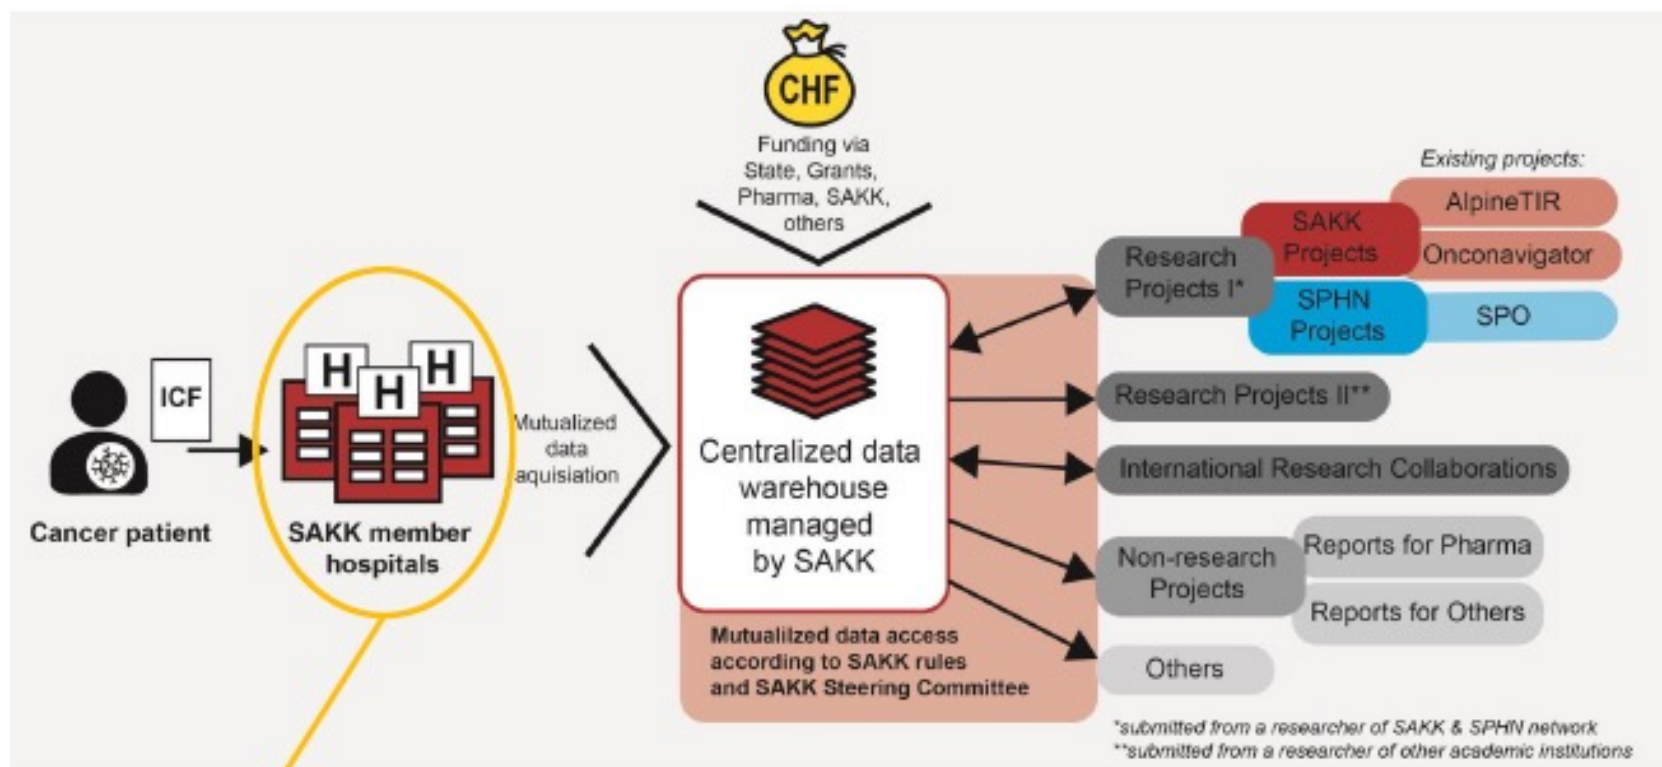 CHF
Funding via
State, Grants,
Pharma, SAKK,
others
Existing projects:
AlpineTIR
SAKK
Projects
Onconavigator
Research
Projects I*
SPHN
Projects
SPO
ICF
H
H
H
Mutualized
data
aquisiation
Cancer patient
SAKK member
hospitals
Centralized data
warehouse
managed
by SAKK
Research Projects II**
International Research Collaborations
Non-research
Projects
Reports for Pharma
Reports for Others
Others
Mutualilzed data access
according to SAKK rules
and SAKK Steering Committee
*submitted from a researcher of SAKK & SPHN network
**submitted from a researcher of other academic institutions